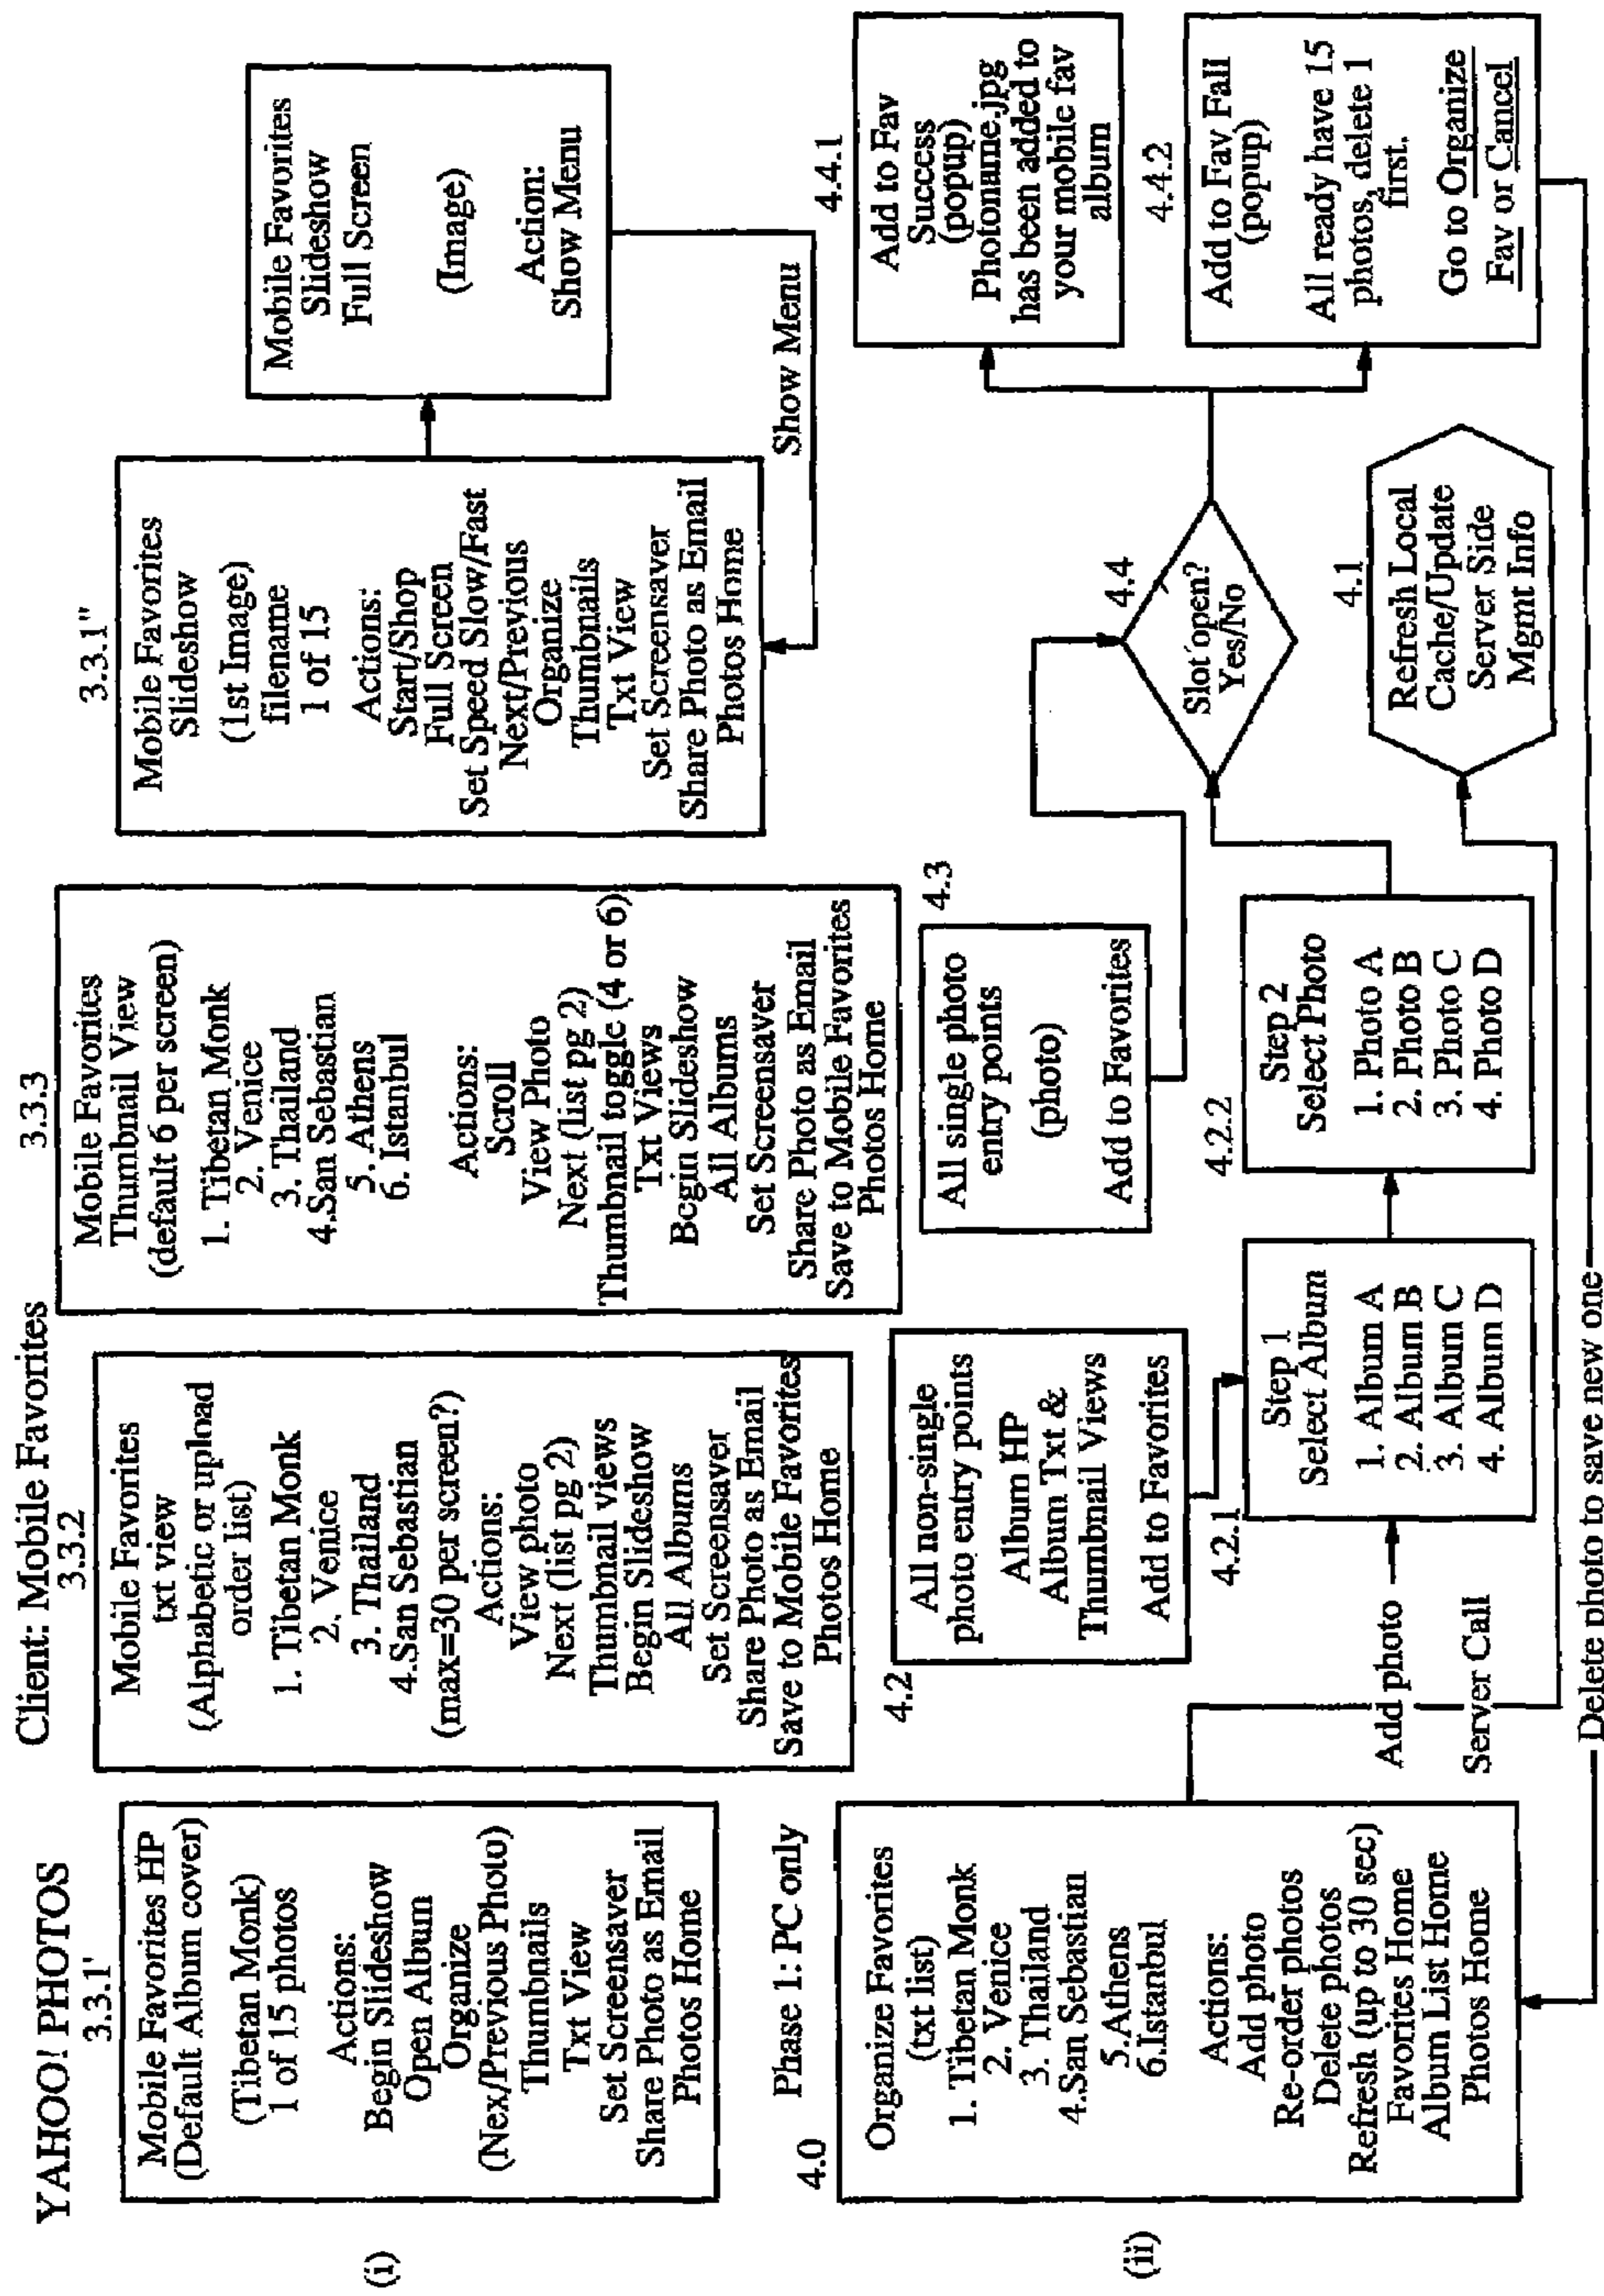 YAHOO! PHOTOS
Client: Mobile Favorites
(i)
3.3.1'
Mobile Favorites HP
(Default Album cover)
(Tibetan Monk)
1 of 15 photos
Actions:
Begin Slideshow
Open Album
Organize
(Nex/Previous Photo)
Thumbnails
Txt View
Set Screensaver
Share Photo as Email
Photos Home
3.3.2
Mobile Favorites
txt view
(Alphabetic or upload
order list)
1. Tibetan Monk
2. Venice
3. Thailand
4.San Sebastian
(max=30 per screen?)
Actions:
View photo
Next (list pg 2)
Thumbnail views
Begin Slideshow
All Albums
Set Screensaver
Share Photo as Email
Save to Mobile Favorites
Photos Home
3.3.3
Mobile Favorites
Thumbnail View
(default 6 per screen)
1. Tibetan Monk
2. Venice
3. Thailand
4.San Sebastian
5. Athens
6. Istanbul
Actions:
Scroll
View Photo
Next (list pg 2)
Thumbnail toggle (4 or 6)
Txt Views
Begin Slideshow
All Albums
Set Screensaver
Share Photo as Email
Save to Mobile Favorites
Photos Home
3.3.1"
Mobile Favorites
Slideshow
(1st Image)
filename
1 of 15
Actions:
Start/Shop
Full Screen
Set Speed Slow/Fast
Next/Previous
Organize
Thumbnails
Txt View
Set Screensaver
Share Photo as Email
Photos Home
Mobile Favorites
Slideshow
Full Screen
(Image)
Action:
Show Menu
Show Menu
(ii)
Phase 1: PC only
4.0
Organize Favorites
(txt list)
1. Tibetan Monk
2. Venice
3. Thailand
4.San Sebastian
5.Athens
6.Istanbul
Actions:
Add photo
Re-order photos
Delete photos
Refresh (up to 30 sec)
Favorites Home
Album List Home
Photos Home
4.2
All non-single
photo entry points
Album HP
Album Txt &
Thumbnail Views
Add to Favorites
4.3
All single photo
entry points
(photo)
Add to Favorites
Add photo
Server Call
4.2.1
Step 1
Select Album
1. Album A
2. Album B
3. Album C
4. Album D
4.2.2
Step 2
Select Photo
1. Photo A
2. Photo B
3. Photo C
4. Photo D
4.4
Slot open?
Yes/No
4.1
Refresh Local
Cache/Update
Server Side
Mgmt Info
4.4.1
Add to Fav
Success
(popup)
Photoname.jpg
has been added to
your mobile fav
album
4.4.2
Add to Fav Fall
(popup)
All ready have 15
photos, delete 1
first.
Go to Organize
Fav or Cancel
Delete photo to save new one